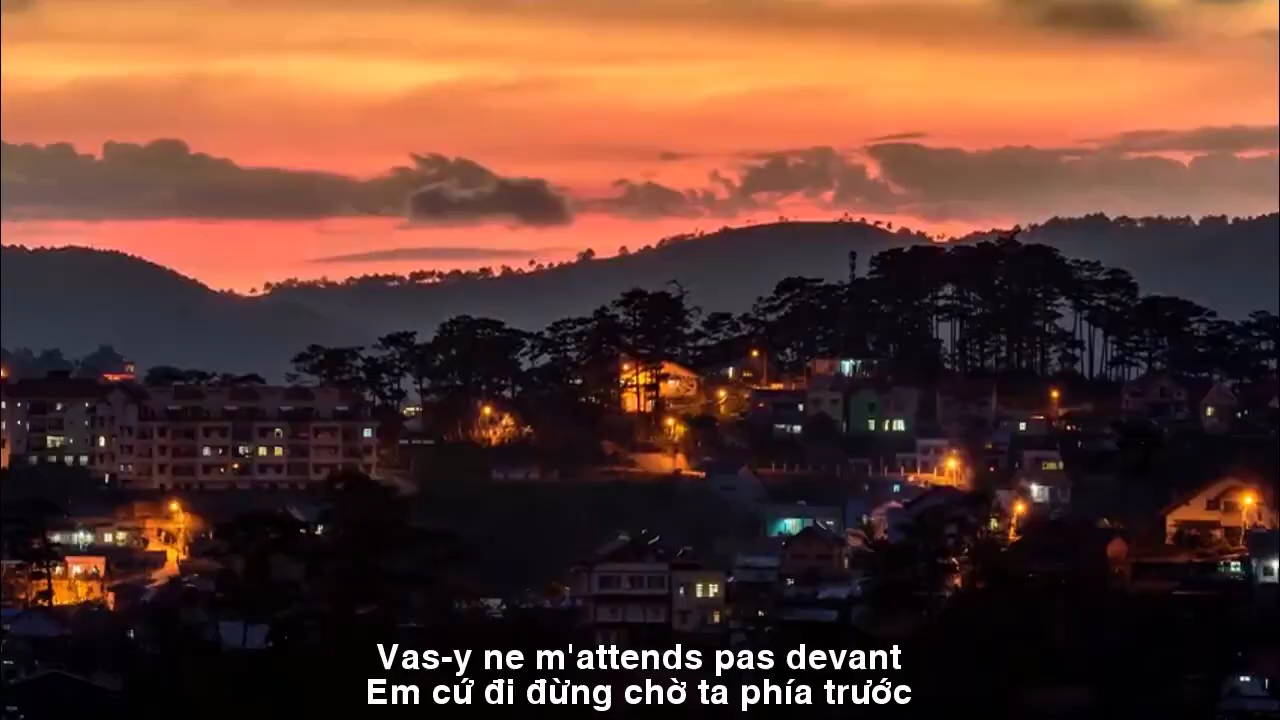 Vas-y ne m'attends pas devant
Em cứ đi đừng chờ ta phía trước